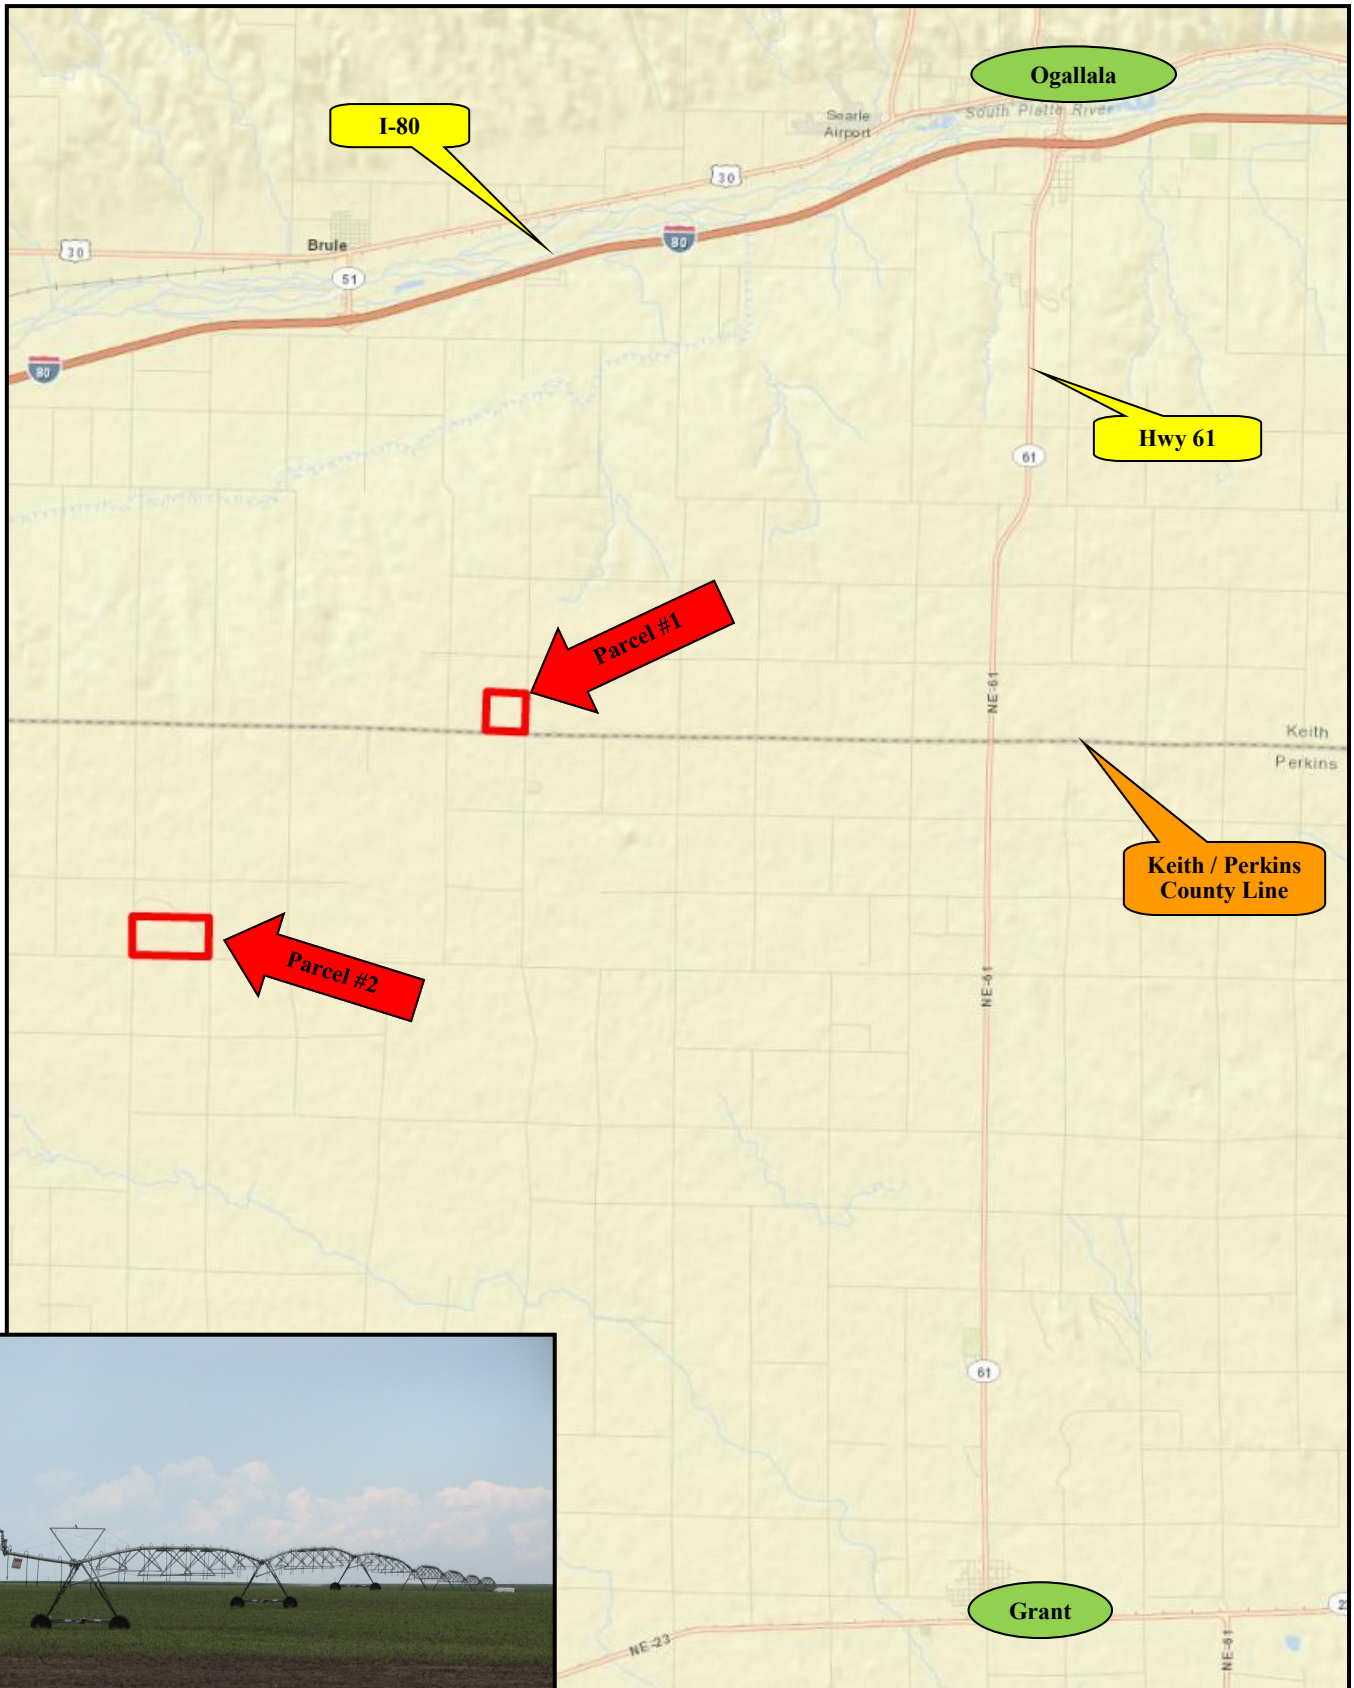 Ogallala
South Platte River
Searle
Airport
I-80
30
30
Brule
80
51
80
Hwy 61
61
Parcel #1
NE-61
Keith
Perkins
Keith / Perkins
County Line
Parcel #2
NE-61
61
Grant
NE-23
NE-61